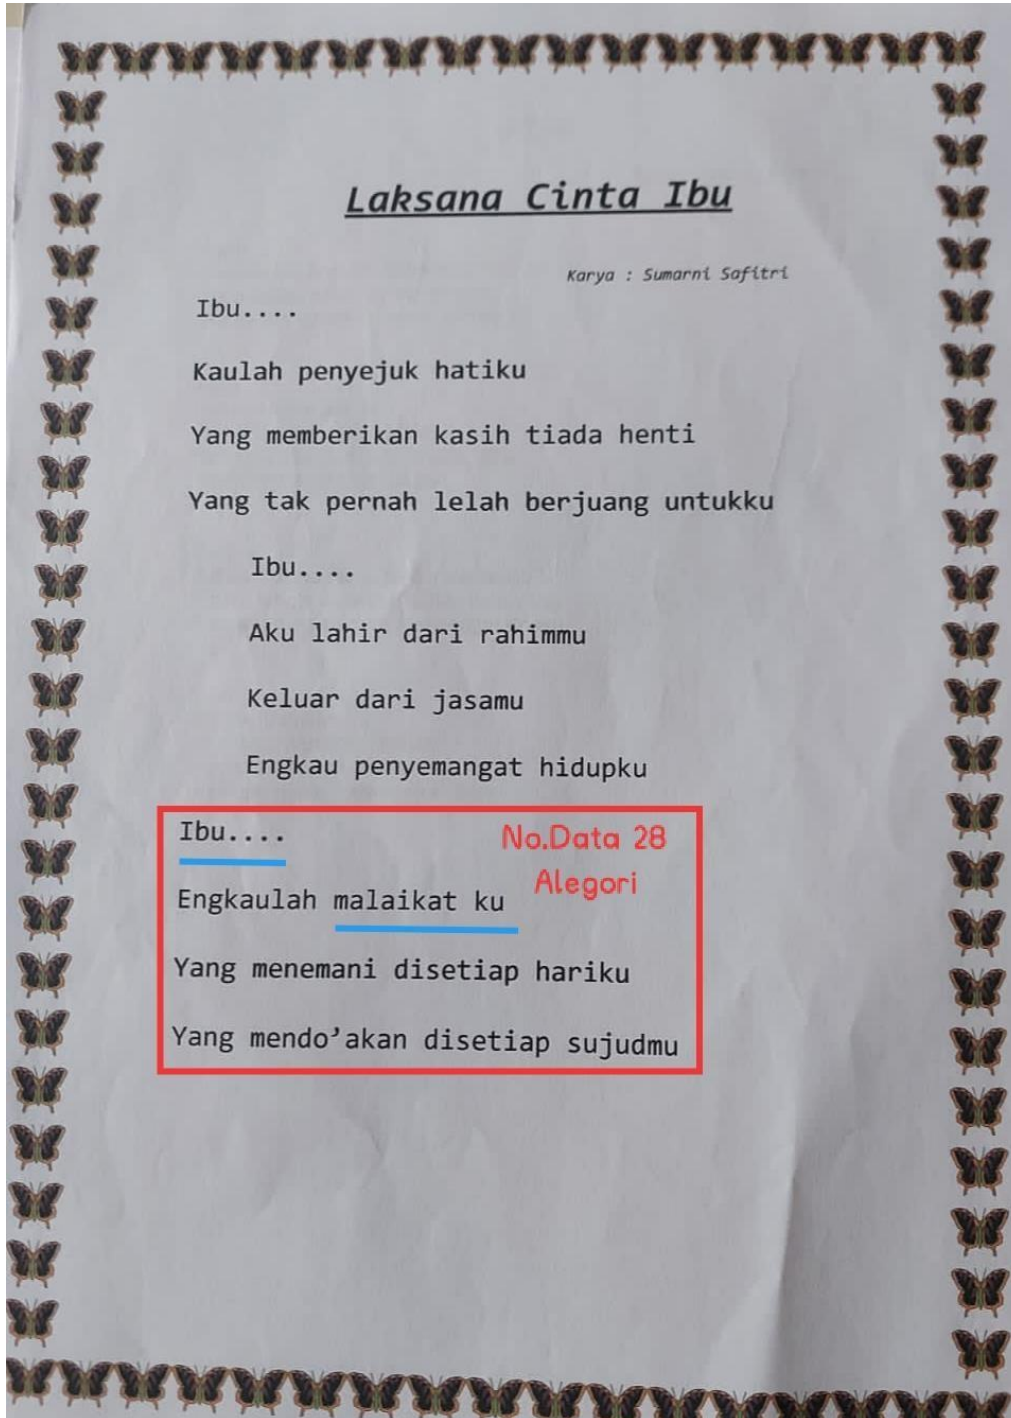 Laksana Cinta Ibu
Karya : Sumarni Safitri
Ibu....
Kaulah penyejuk hatiku
Yang memberikan kasih tiada henti
Yang tak pernah lelah berjuang untukku
Ibu....
Aku lahir dari rahimmu
Keluar dari jasamu
Engkau penyemangat hidupku
Ibu....
No.Data 28
Alegori
Engkaulah malaikat ku
Yang menemani disetiap hariku
Yang mendo’akan disetiap sujudmu